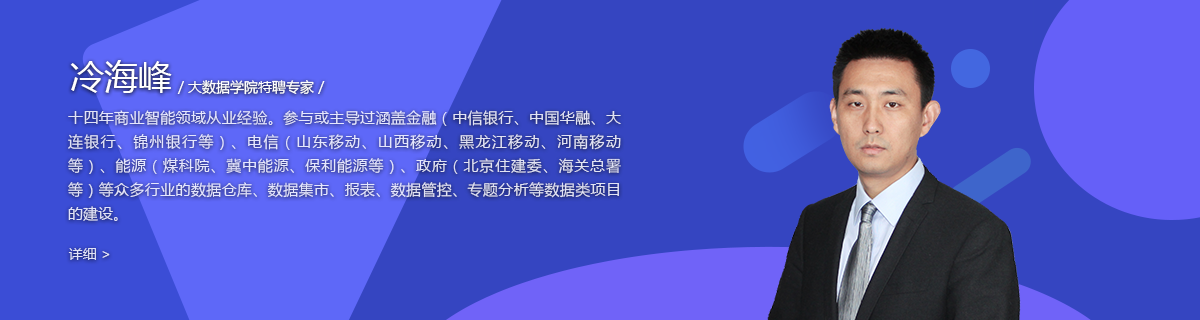 冷海峰 / 大数据学院特聘专家 /
十四年商业智能领域从业经验。参与或主导过涵盖金融（中信银行、中国华融、大
连银行、锦州银行等）、电信（山东移动、山西移动、黑龙江移动、河南移动
等）、能源（煤科院、冀中能源、保利能源等）、政府（北京住建委、海关总署
等）等众多行业的数据仓库、数据集市、报表、数据管控、专题分析等数据类项目
的建设。
详细 >